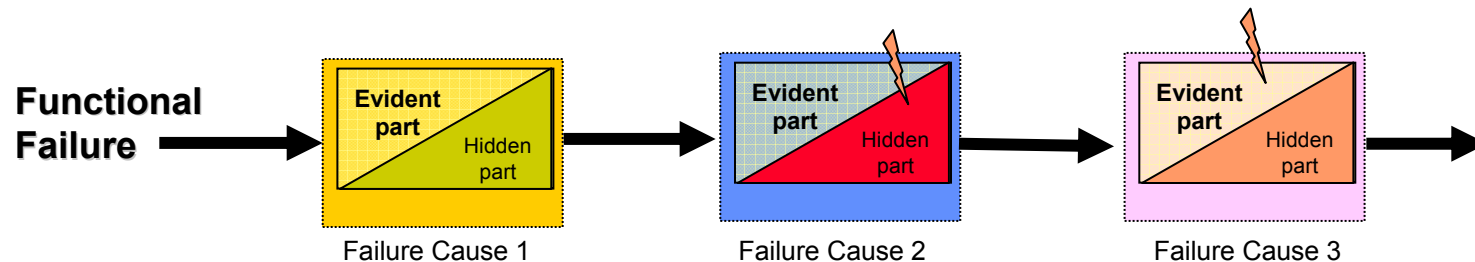 Functional
Failure
Evident
part
Hidden
part
Failure Cause 1
Evident
part
Hidden
part
Failure Cause 2
Evident
part
Hidden
part
Failure Cause 3